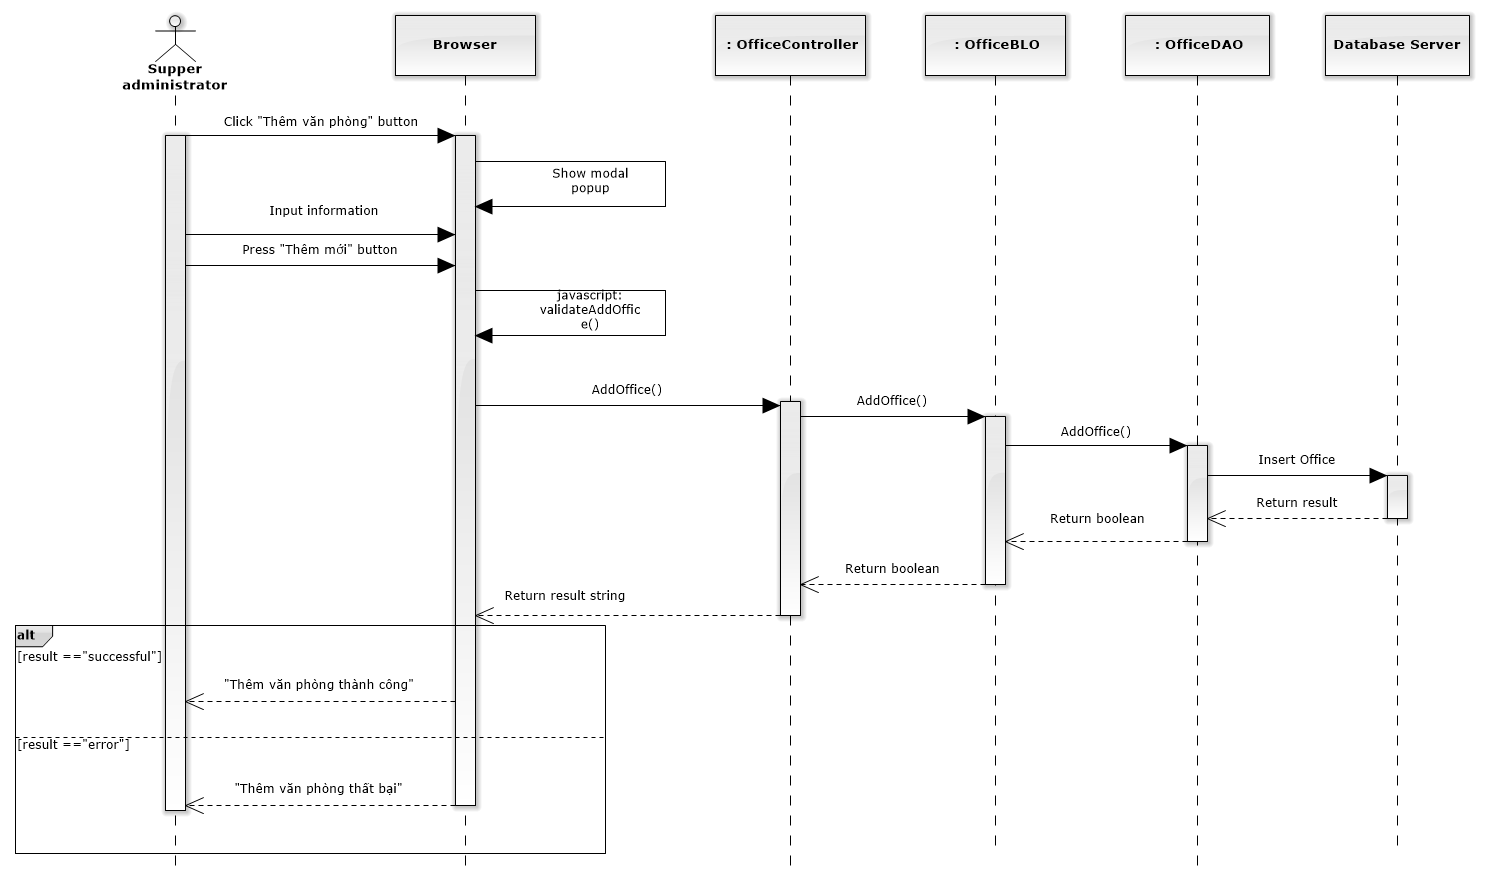 Supper
administrator
Browser
: OfficeController
: OfficeBLO
: OfficeDAO
Database Server
Click "Thêm văn phòng" button
Show modal
popup
Input information
Press "Thêm mới" button
javascript:
validateAddOffic
e()
AddOffice()
AddOffice()
AddOffice()
Insert Office
Return result
Return boolean
Return boolean
Return result string
alt
[result =="successful"]
"Thêm văn phòng thành công"
[result =="error"]
"Thêm văn phòng thất bại"